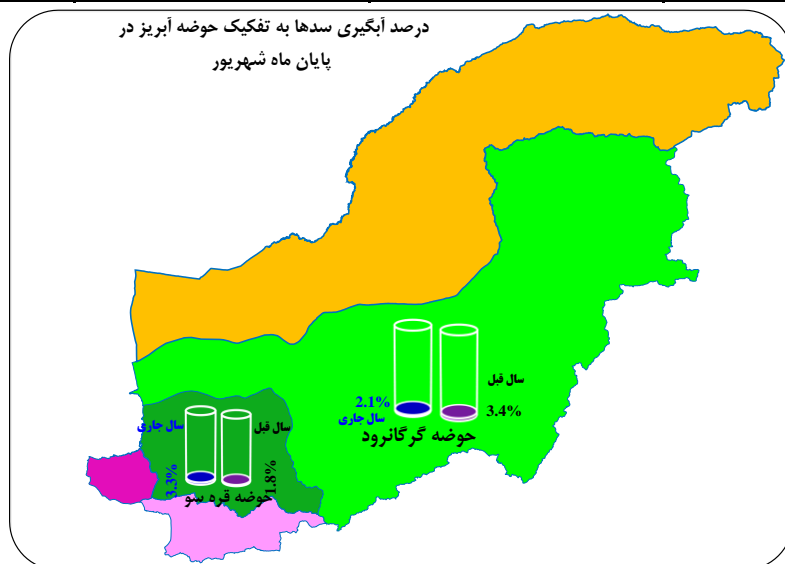 درصد آبگیری سدها به تفکیک حوضه آبریز در
پایان ماه شهریور
سال قبل
3.4%
2.1%
سال جاری
حوضه گرگانرود
سال قبل
1.8%
سال جاری
3.3%
حوضه قره سو